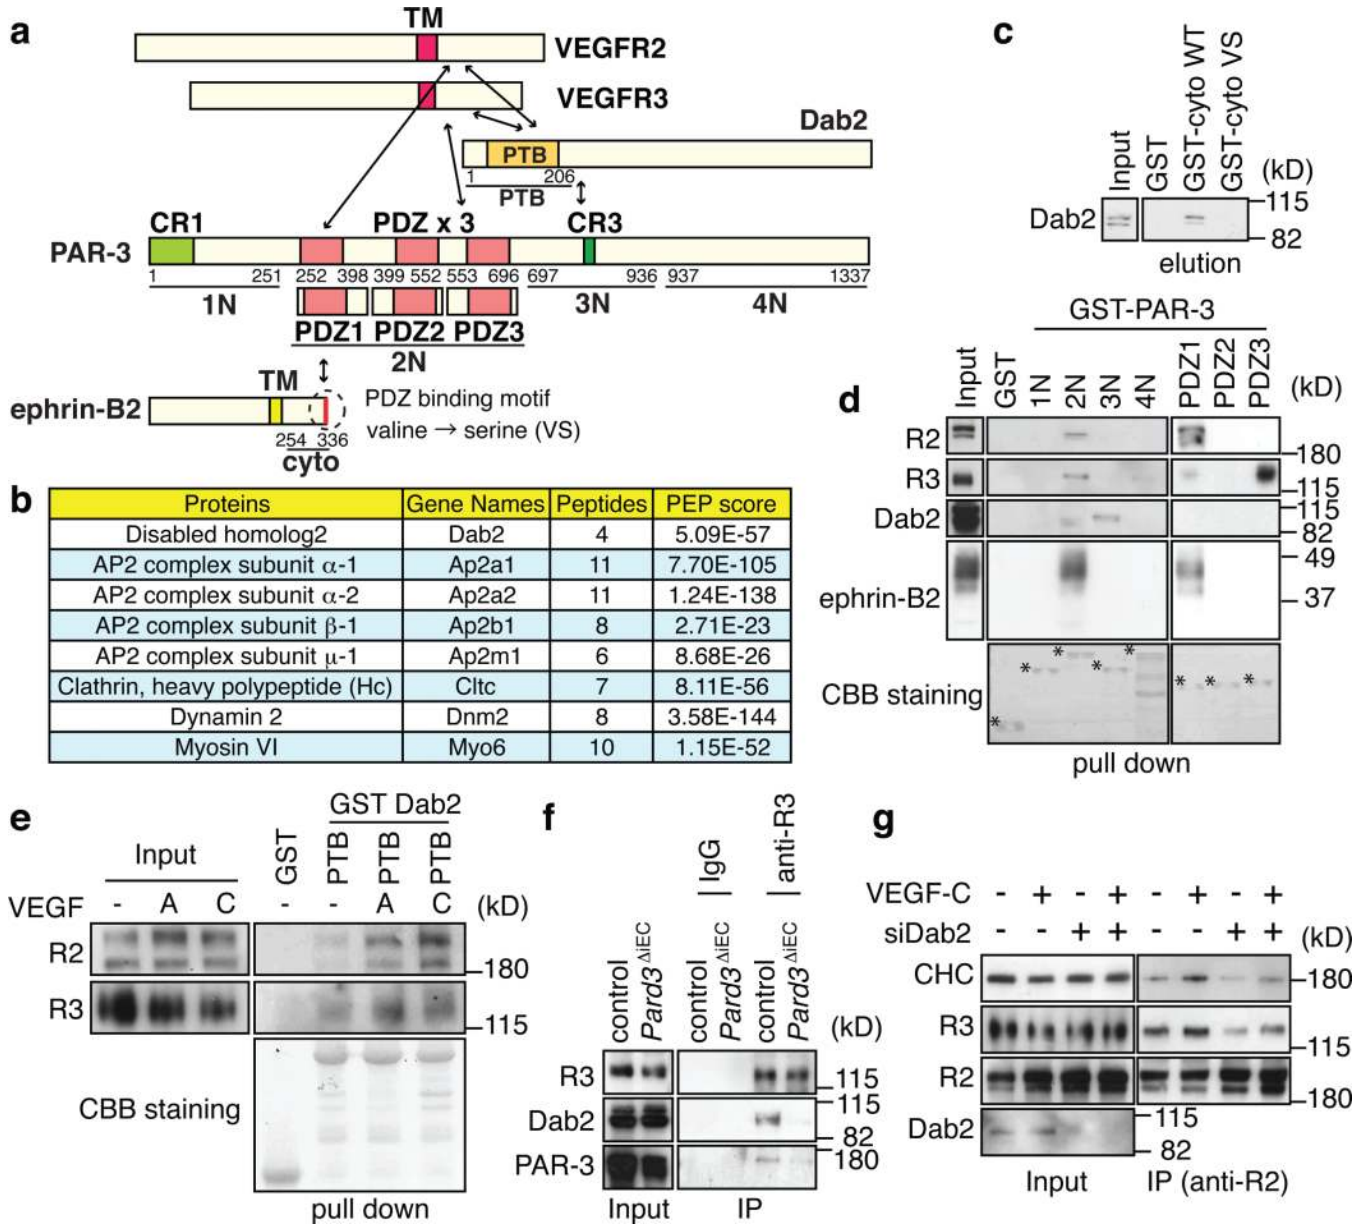 a
TM
VEGFR2
VEGFR3
Dab2
PTB
1 206
PTB
CR1 PDZ x 3 CR3
PAR-3
1 251 252 398 399 552 553 696 697 936 937 1337
1N 3N 4N
PDZ1 PDZ2 PDZ3
2N
TM
ephrin-B2
254 336
cyto
PDZ binding motif
valine → serine (VS)
b
Proteins Gene Names Peptides PEP score
Disabled homolog2 Dab2 4 5.09E-57
AP2 complex subunit α-1 Ap2a1 11 7.70E-105
AP2 complex subunit α-2 Ap2a2 11 1.24E-138
AP2 complex subunit β-1 Ap2b1 8 2.71E-23
AP2 complex subunit μ-1 Ap2m1 6 8.68E-26
Clathrin, heavy polypeptide (Hc) Cltc 7 8.11E-56
Dynamin 2 Dnm2 8 3.58E-144
Myosin VI Myo6 10 1.15E-52
c
Input GST GST-cyto WT GST-cyto VS (kD)
Dab2 115
82
elution
d
GST-PAR-3
Input GST 1N 2N 3N 4N PDZ1 PDZ2 PDZ3 (kD)
R2 180
R3 115
Dab2 115
82
ephrin-B2 49
37
CBB staining * * * * * * * *
pull down
e
GST Dab2
Input GST PTB PTB PTB
VEGF - A C - - A C (kD)
R2 180
R3 115
CBB staining
pull down
f
IgG anti-R3
control Pard3ΔiEC control Pard3ΔiEC control Pard3ΔiEC (kD)
R3 115
Dab2 115
82
PAR-3 180
Input IP
g
VEGF-C - + - + - + - +
siDab2 - - + + - - + + (kD)
CHC 180
R3 115
R2 180
Dab2 115
82
Input IP (anti-R2)